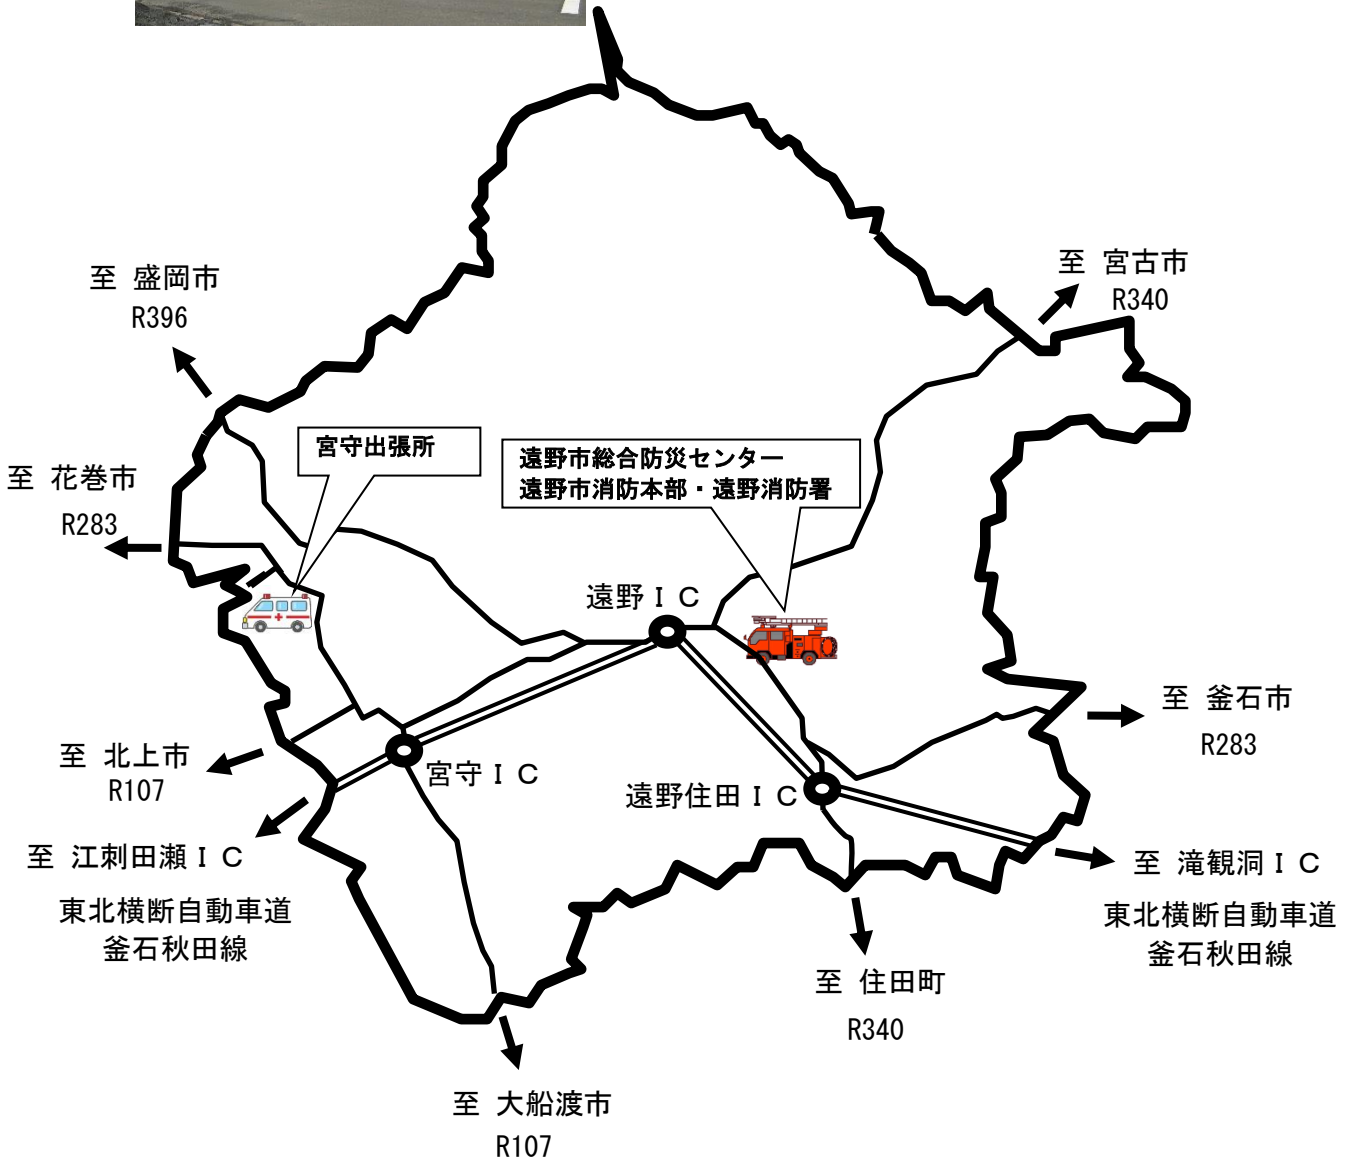 至 盛岡市
R396
至 宮古市
R340
宮守出張所
遠野市総合防災センター
遠野市消防本部・遠野消防署
至 花巻市
R283
遠野ＩＣ
至 釜石市
R283
至 北上市
R107
宮守ＩＣ
遠野住田ＩＣ
至 江刺田瀬ＩＣ
東北横断自動車道
釜石秋田線
至 滝観洞ＩＣ
東北横断自動車道
釜石秋田線
至 住田町
R340
至 大船渡市
R107